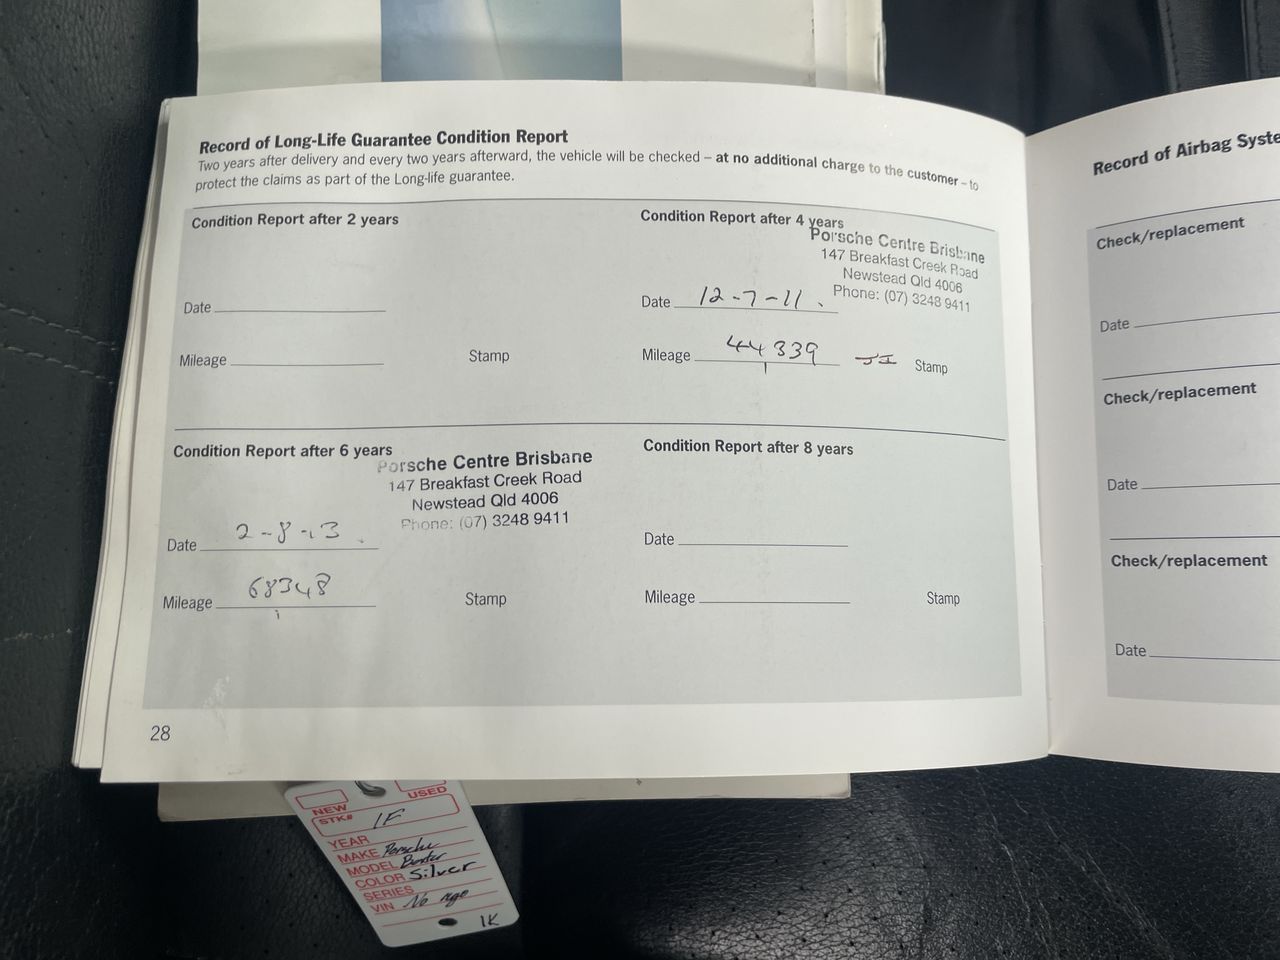 Record of Long-Life Guarantee Condition Report
Two years after delivery and every two years afterward, the vehicle will be checked – at no additional charge to the customer – to
protect the claims as part of the Long-life guarantee.
Condition Report after 2 years
Date
Mileage
Stamp
Condition Report after 4 years
Porsche Centre Brisbane
147 Breakfast Creek Road
Newstead Qld 4006
Phone: (07) 3248 9411
Date 12-7-11
Mileage 44339
Stamp
Condition Report after 6 years
Porsche Centre Brisbane
147 Breakfast Creek Road
Newstead Qld 4006
Phone: (07) 3248 9411
Date 2-8-13
Mileage 68348
Stamp
Condition Report after 8 years
Date
Mileage
Stamp
28
Record of Airbag Syste
Check/replacement
Date
Check/replacement
Date
Check/replacement
Date
NEW
USED
STK# 1F
YEAR
MAKE Porsche
MODEL Boxter
COLOR Silver
SERIES
VIN No rego
1K